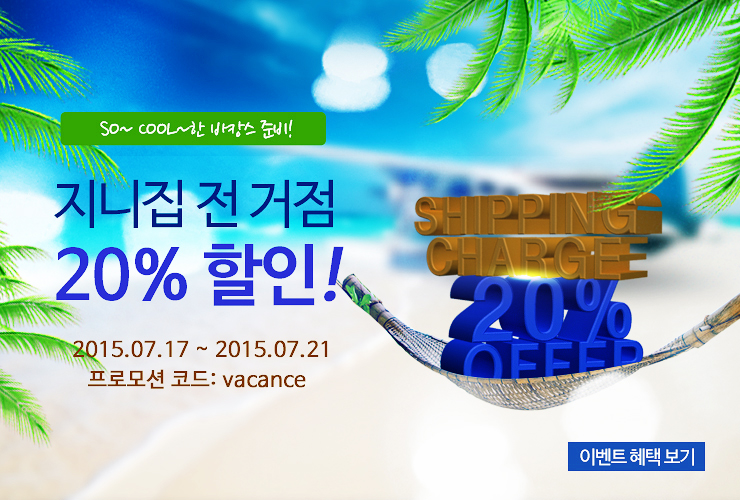 SO~ COOL~한 바캉스 준비!
지니집 전 거점
20% 할인!
2015.07.17 ~ 2015.07.21
프로모션 코드: vacance
SHIPPING
CHARGE
20%
OFFER
이벤트 혜택 보기